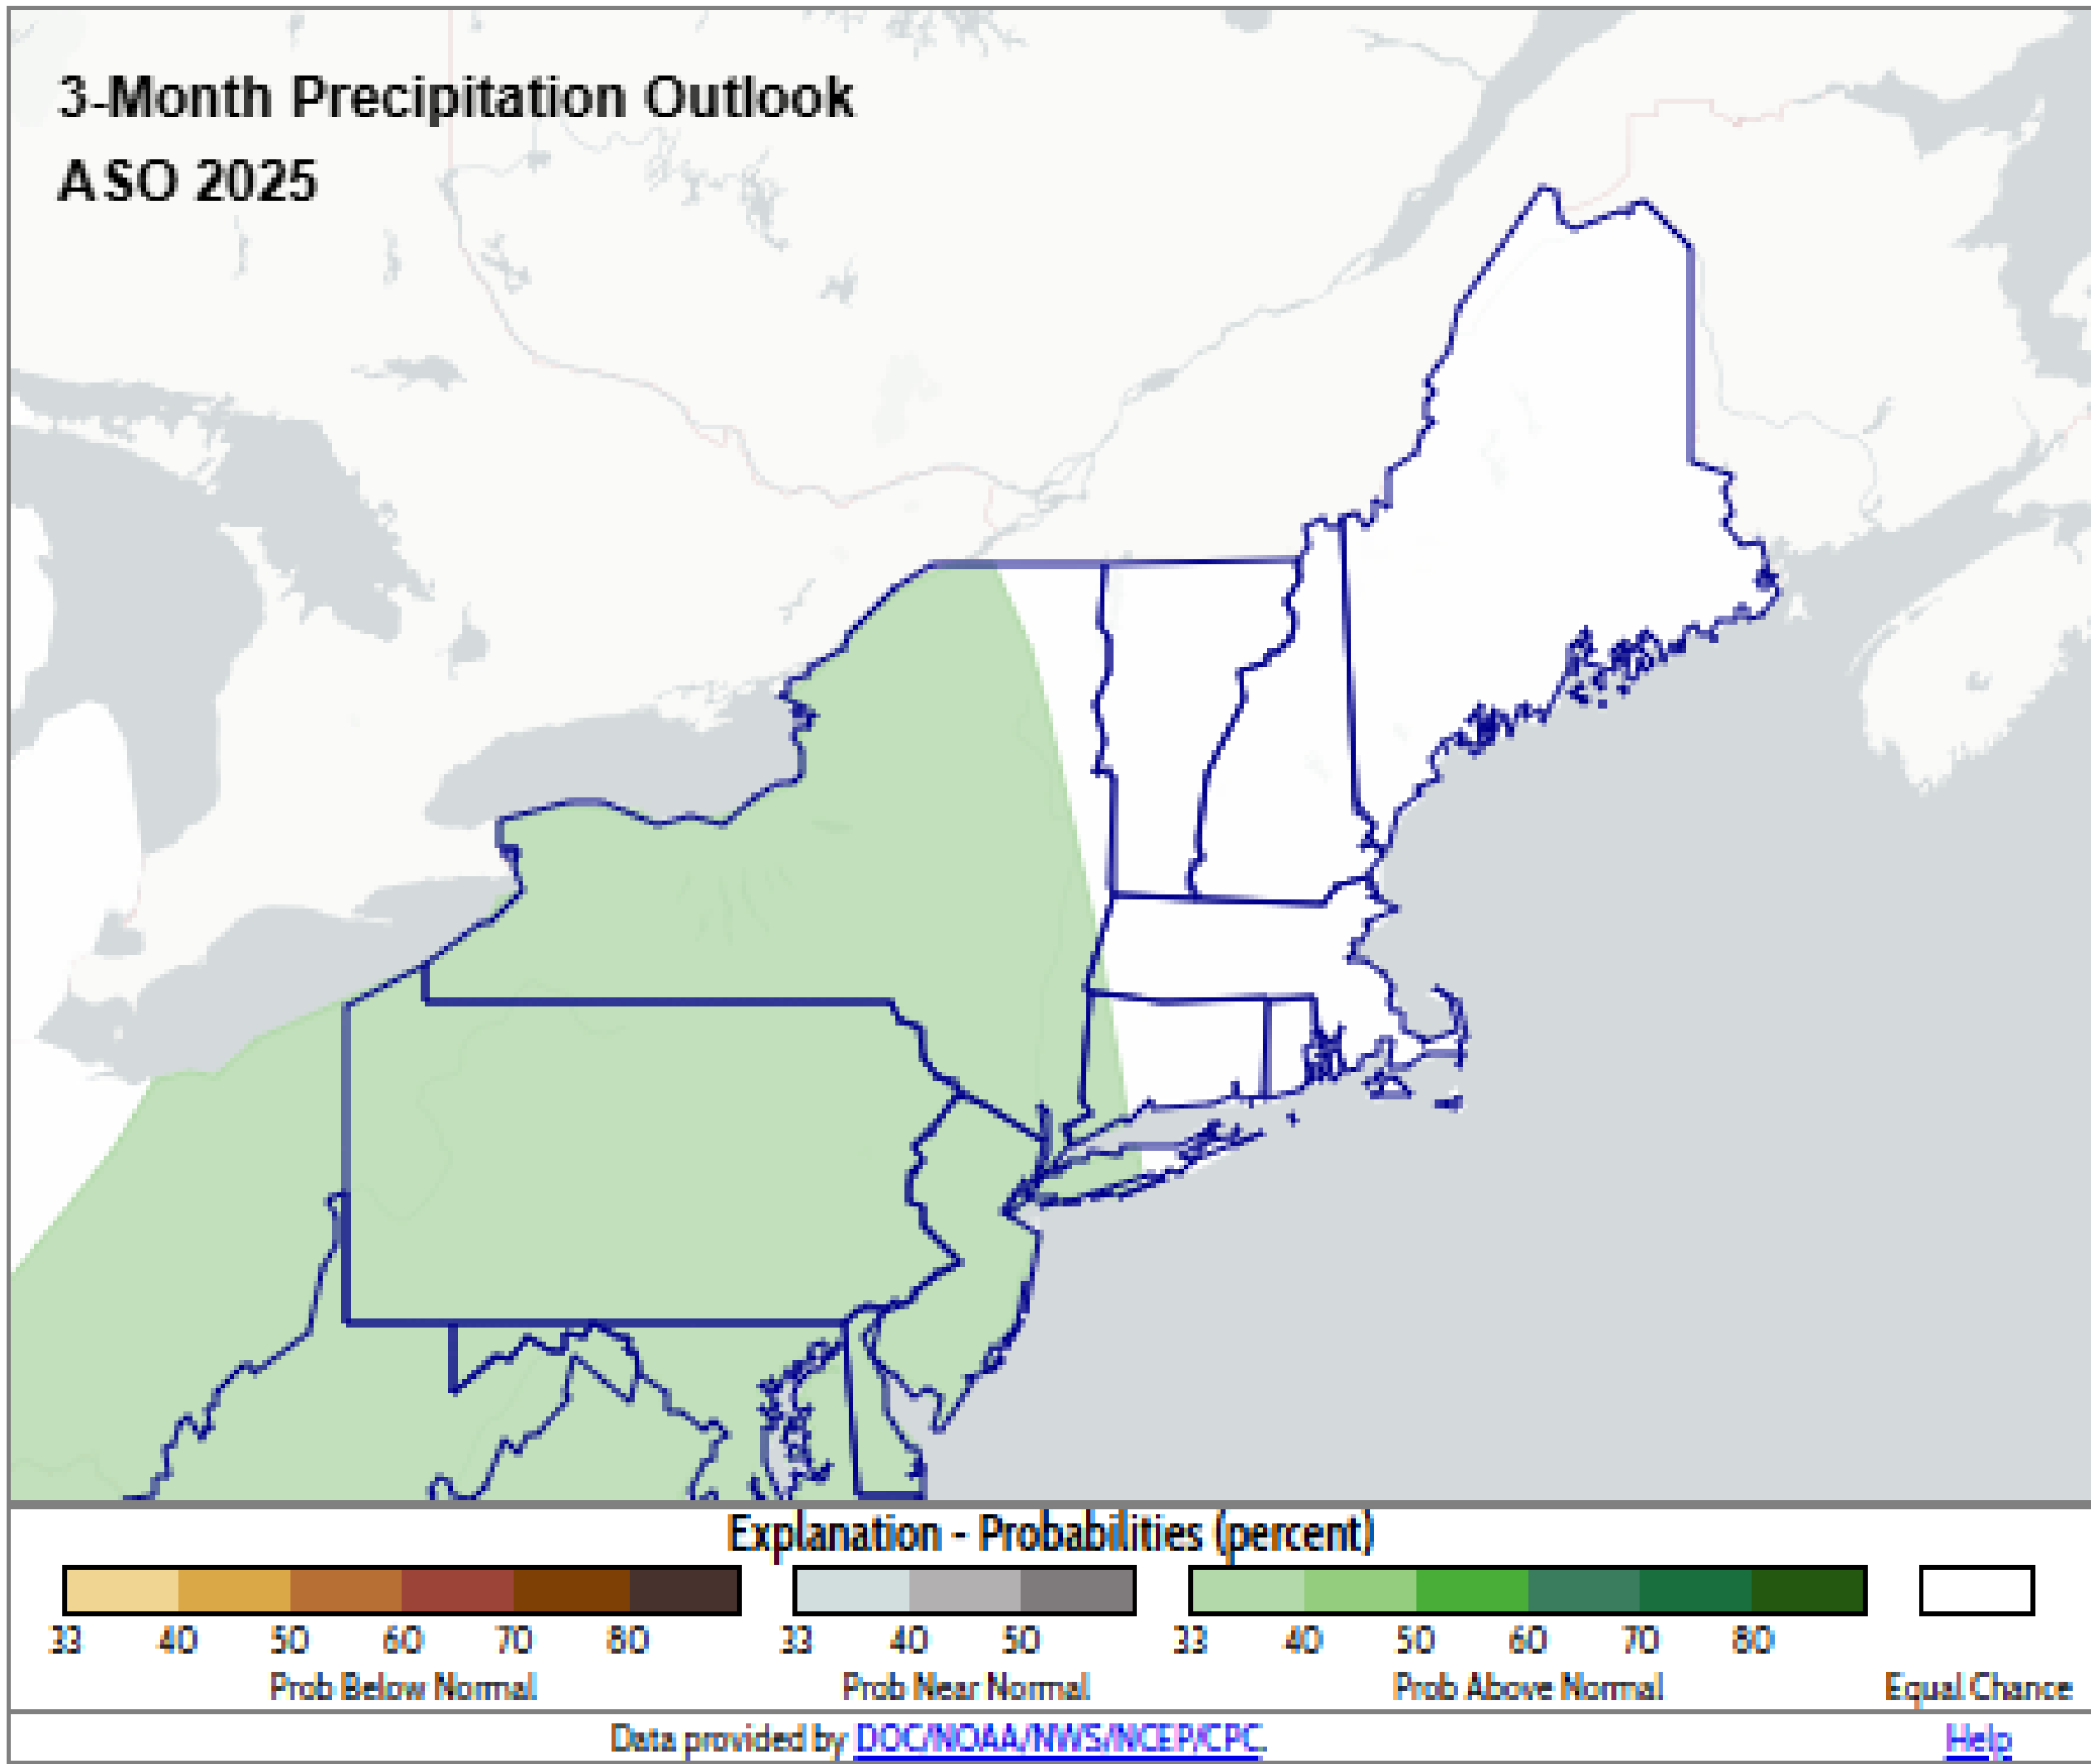 3-Month Precipitation Outlook
ASO 2025
Explanation - Probabilities (percent)
33 40 50 60 70 80 33 40 50 33 40 50 60 70 80
Prob Below Normal Prob Near Normal Prob Above Normal Equal Chance
Data provided by DOC/NOAA/NWS/NCEP/CPC. Help